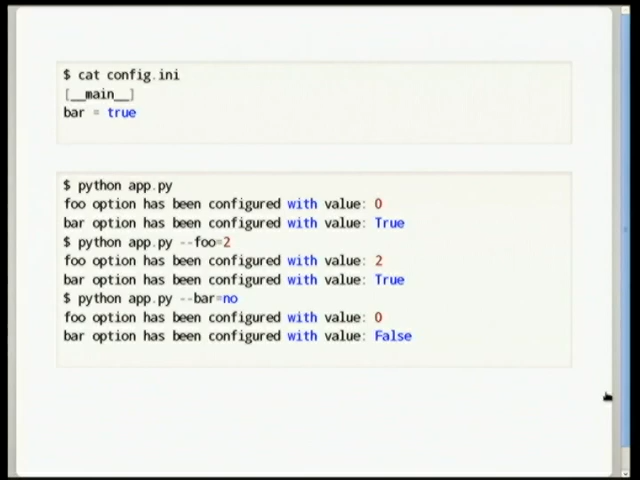 $ cat config.ini
[__main__]
bar = true
$ python app.py
foo option has been configured with value: 0
bar option has been configured with value: True
$ python app.py --foo=2
foo option has been configured with value: 2
bar option has been configured with value: True
$ python app.py --bar=no
foo option has been configured with value: 0
bar option has been configured with value: False